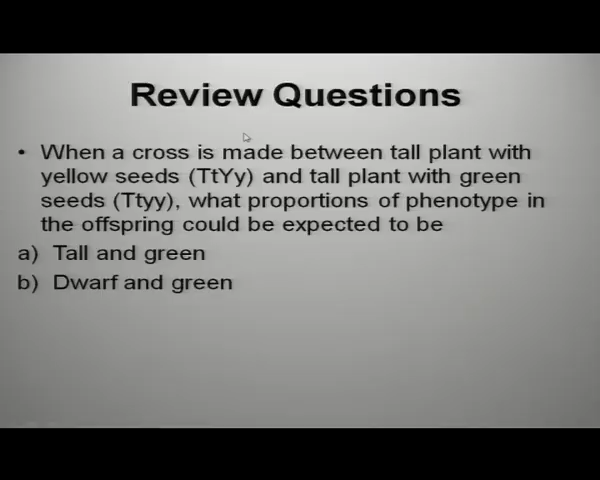 Review Questions
• When a cross is made between tall plant with
yellow seeds (TtYy) and tall plant with green
seeds (Ttyy), what proportions of phenotype in
the offspring could be expected to be
a) Tall and green
b) Dwarf and green